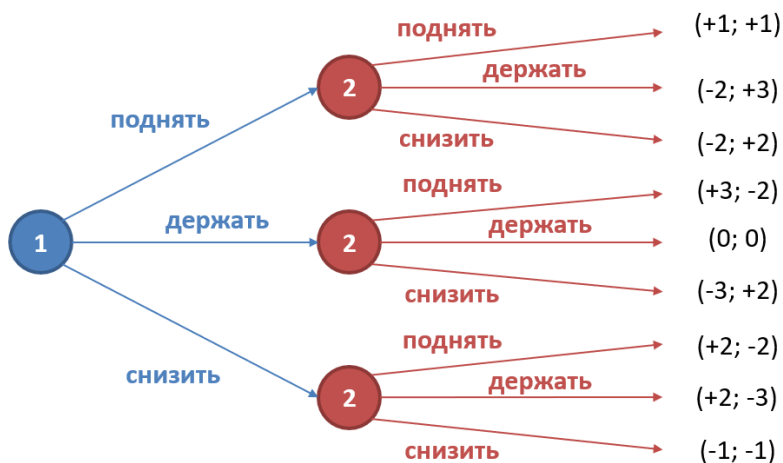 поднять
(+1; +1)
2
держать
(-2; +3)
поднять
снизить
(-2; +2)
поднять
(+3; -2)
1
держать
2
держать
(0; 0)
снизить
(-3; +2)
поднять
(+2; -2)
снизить
2
держать
(+2; -3)
снизить
(-1; -1)